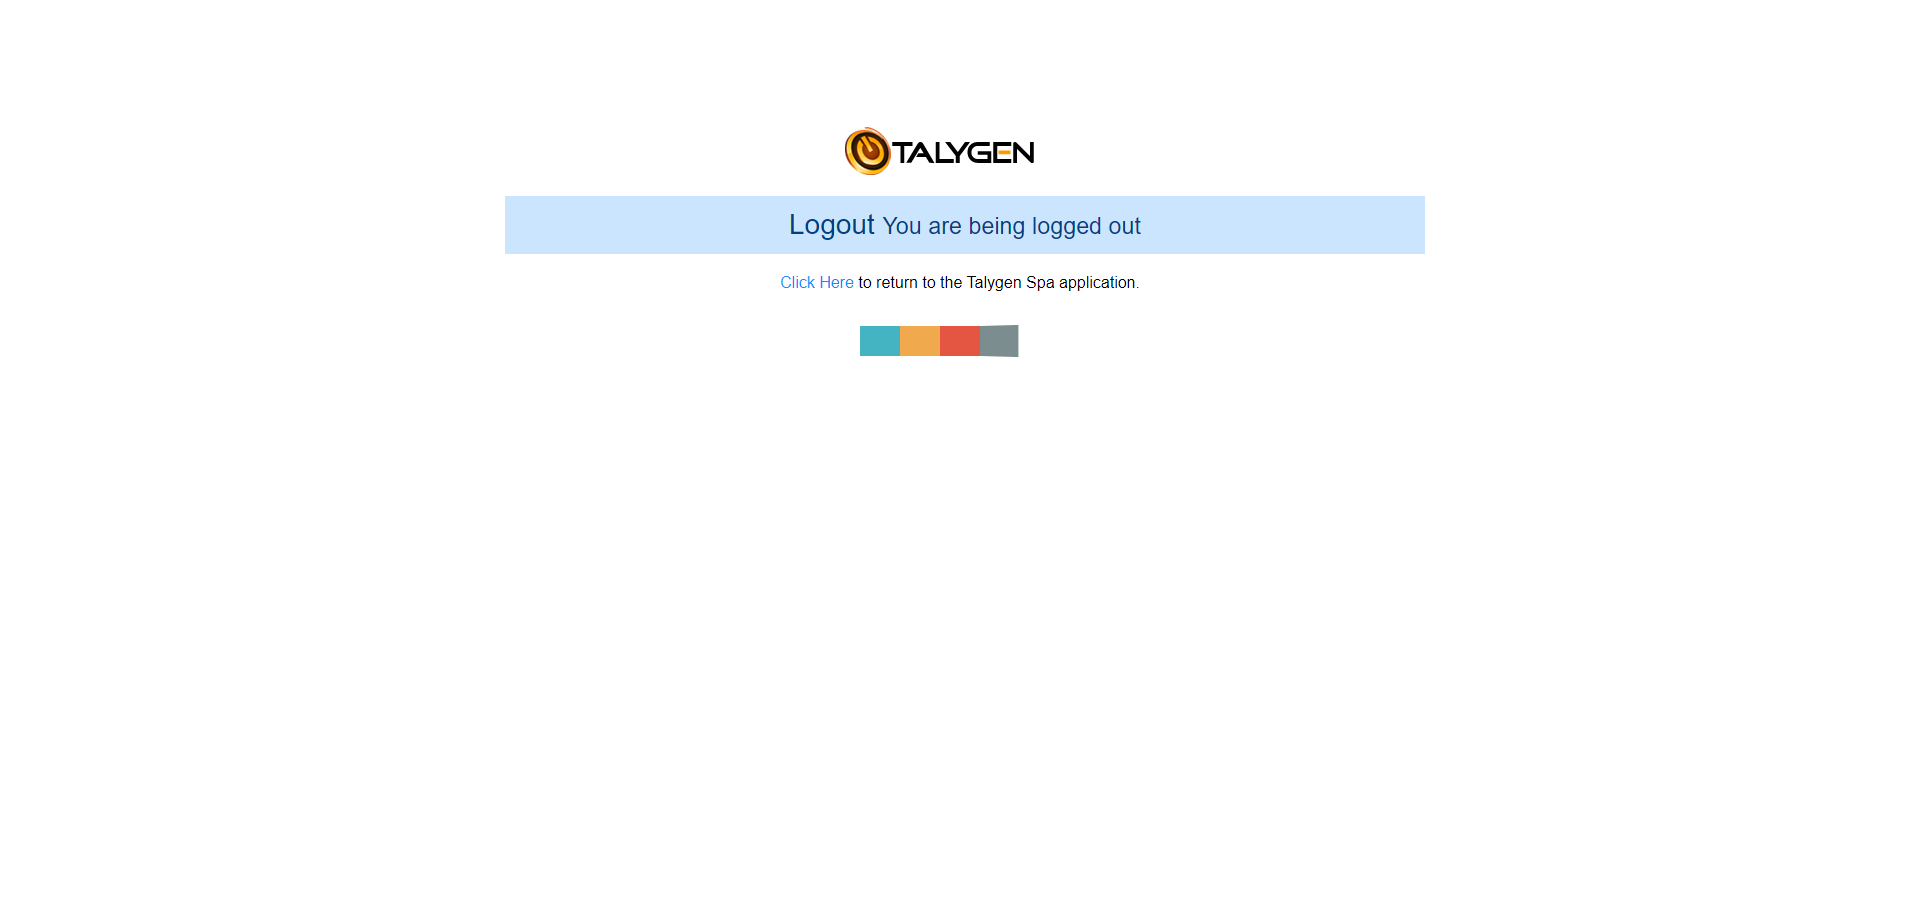 TALYGEN
Logout You are being logged out
Click Here to return to the Talygen Spa application.